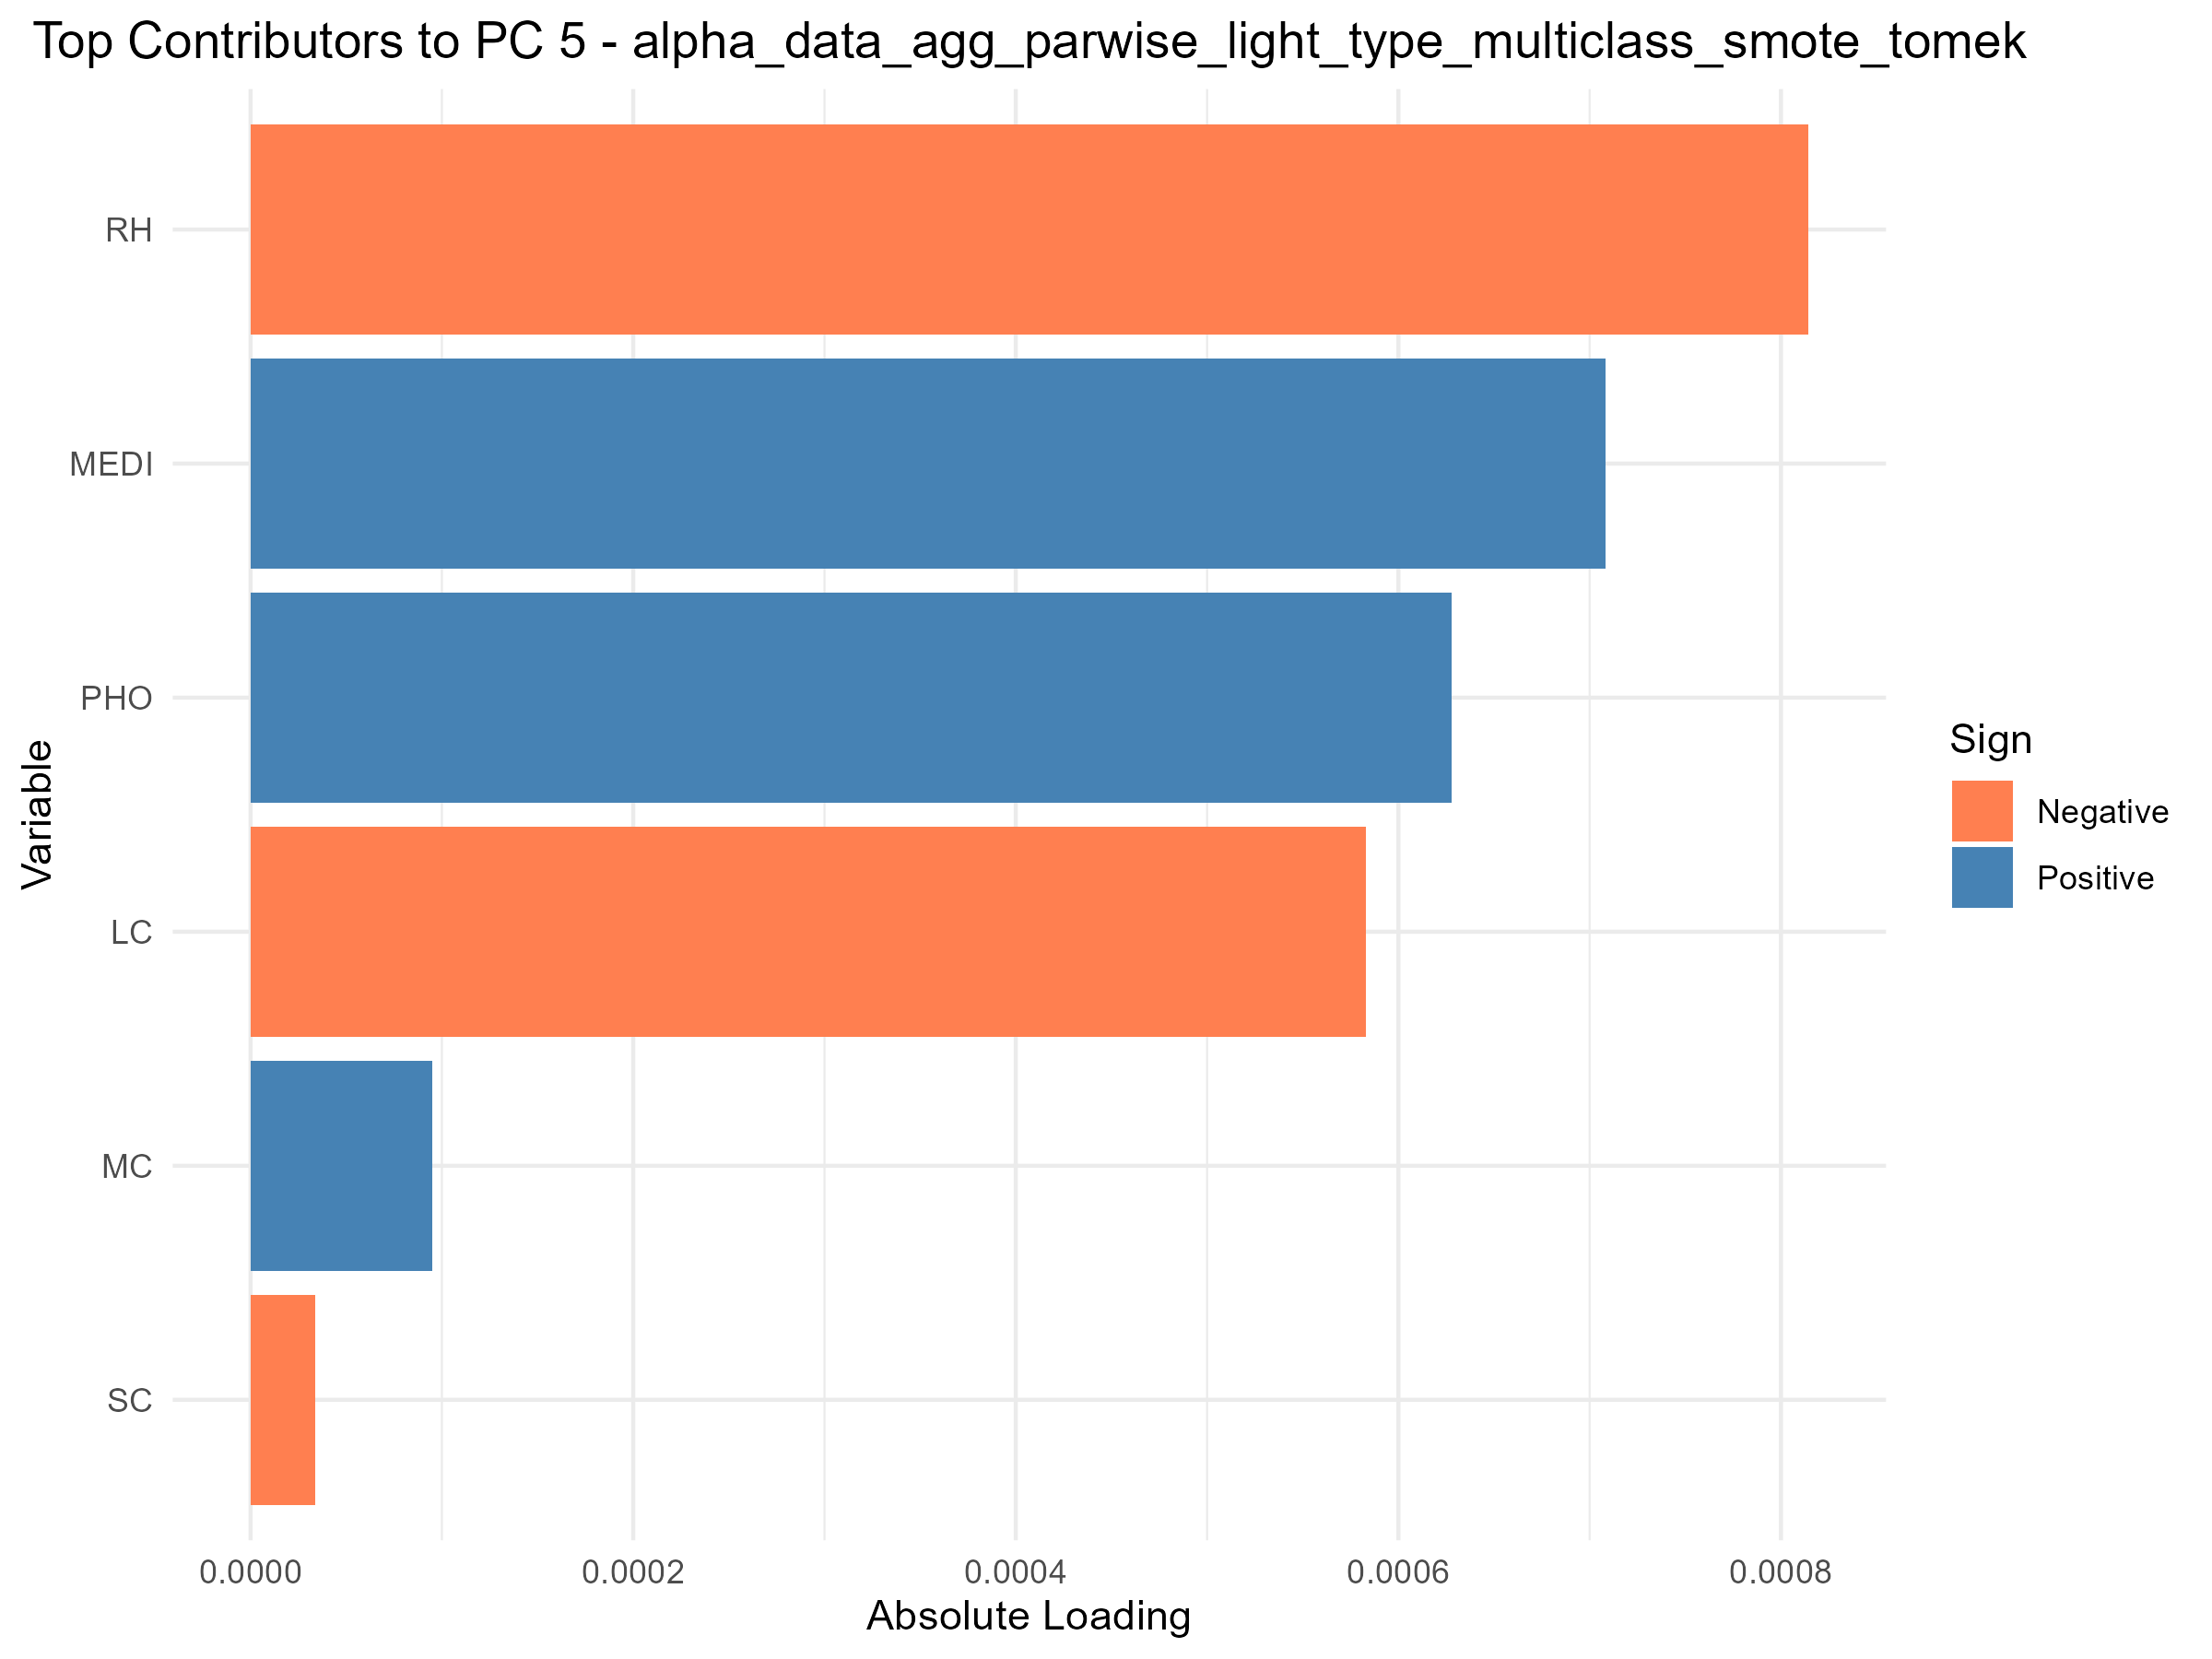 Top Contributors to PC 5 - alpha_data_agg_parwise_light_type_multiclass_smote_tomek
RH
MEDI
PHO
LC
MC
SC
Variable
0.0000
0.0002
0.0004
0.0006
0.0008
Absolute Loading
Sign
Negative
Positive